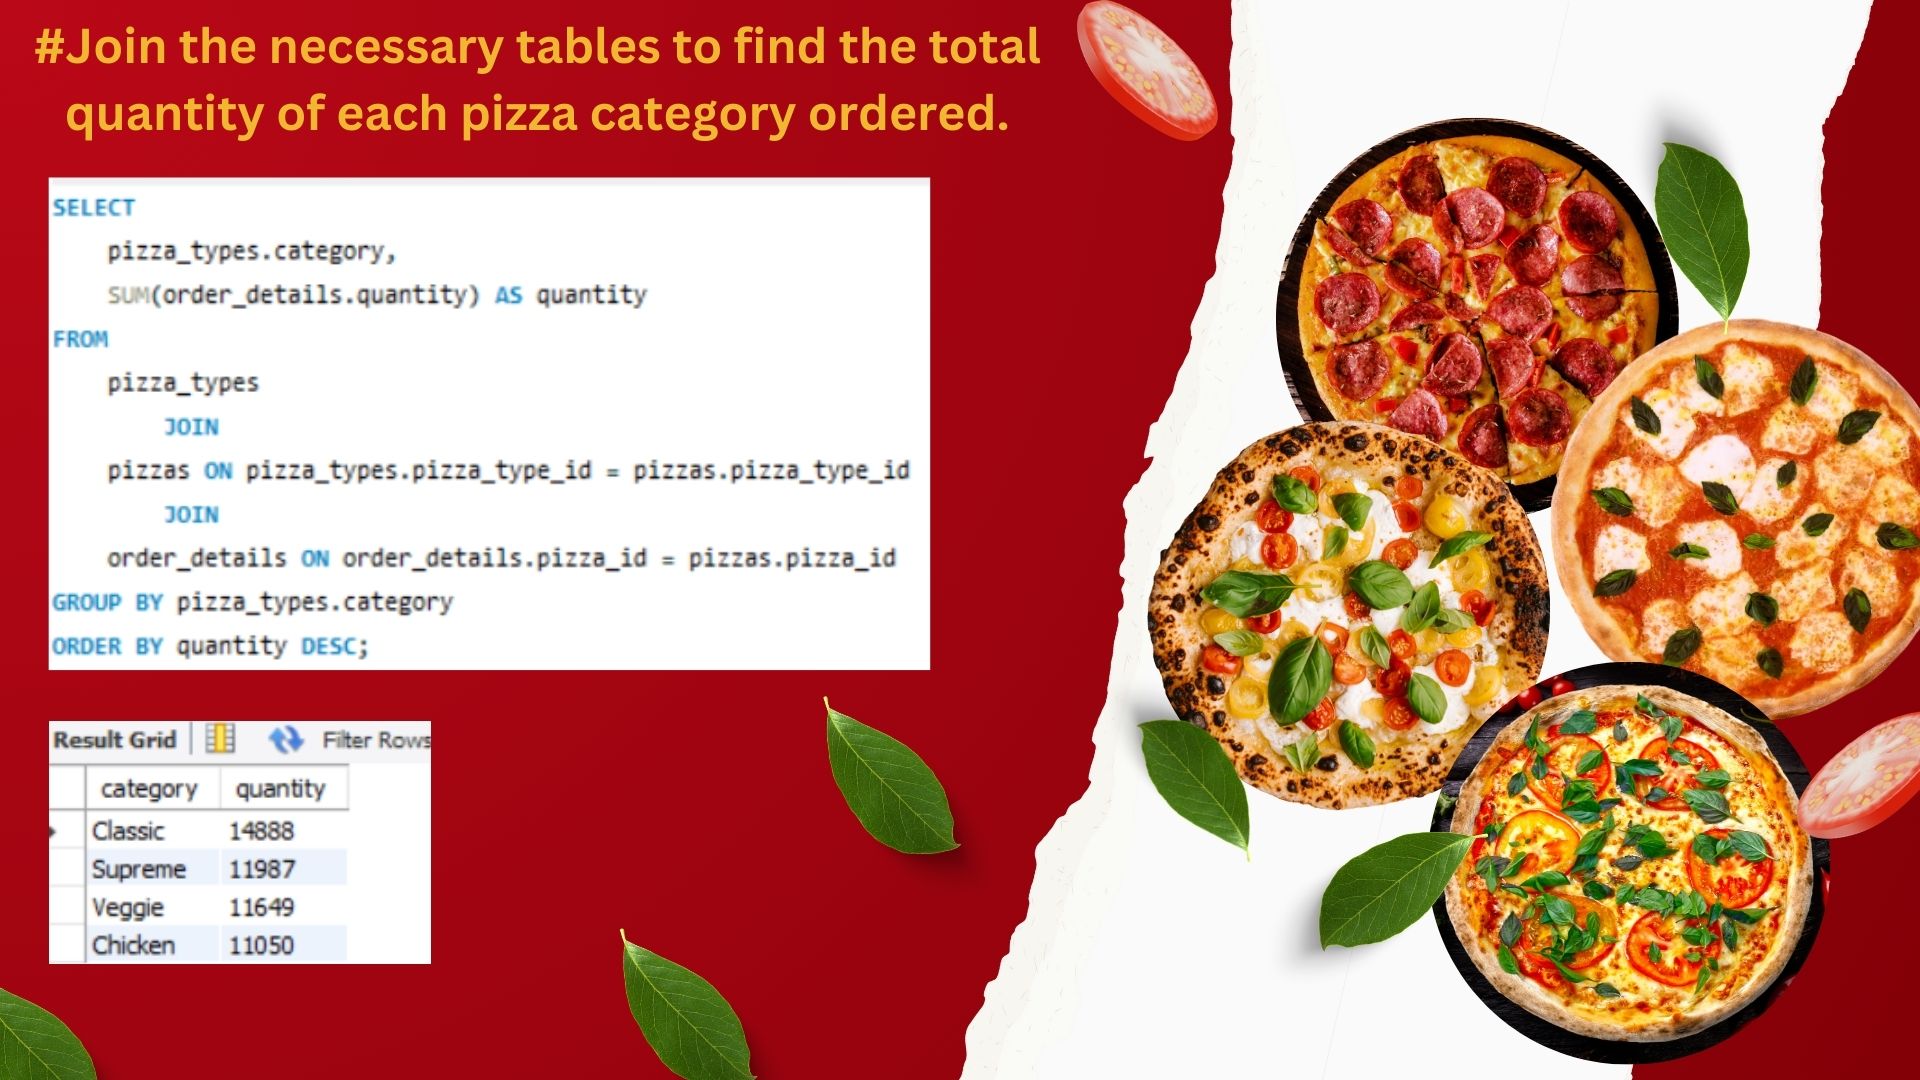 #Join the necessary tables to find the total
quantity of each pizza category ordered.
SELECT
pizza_types.category,
SUM(order_details.quantity) AS quantity
FROM
pizza_types
JOIN
pizzas ON pizza_types.pizza_type_id = pizzas.pizza_type_id
JOIN
order_details ON order_details.pizza_id = pizzas.pizza_id
GROUP BY pizza_types.category
ORDER BY quantity DESC;
Result Grid Filter Rows
category quantity
Classic 14888
Supreme 11987
Veggie 11649
Chicken 11050